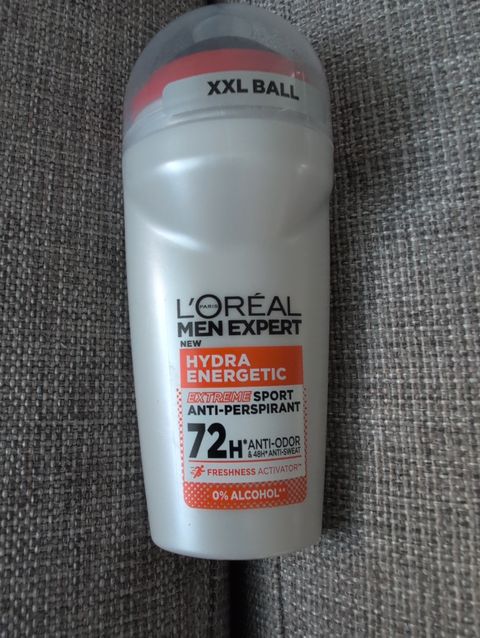 XXL BALL
L'ORÉAL
PARIS
MEN EXPERT
NEW
HYDRA
ENERGETIC
EXTREME SPORT
ANTI-PERSPIRANT
72H* ANTI-ODOR
& 48H* ANTI-SWEAT
FRESHNESS ACTIVATOR™
0% ALCOHOL**